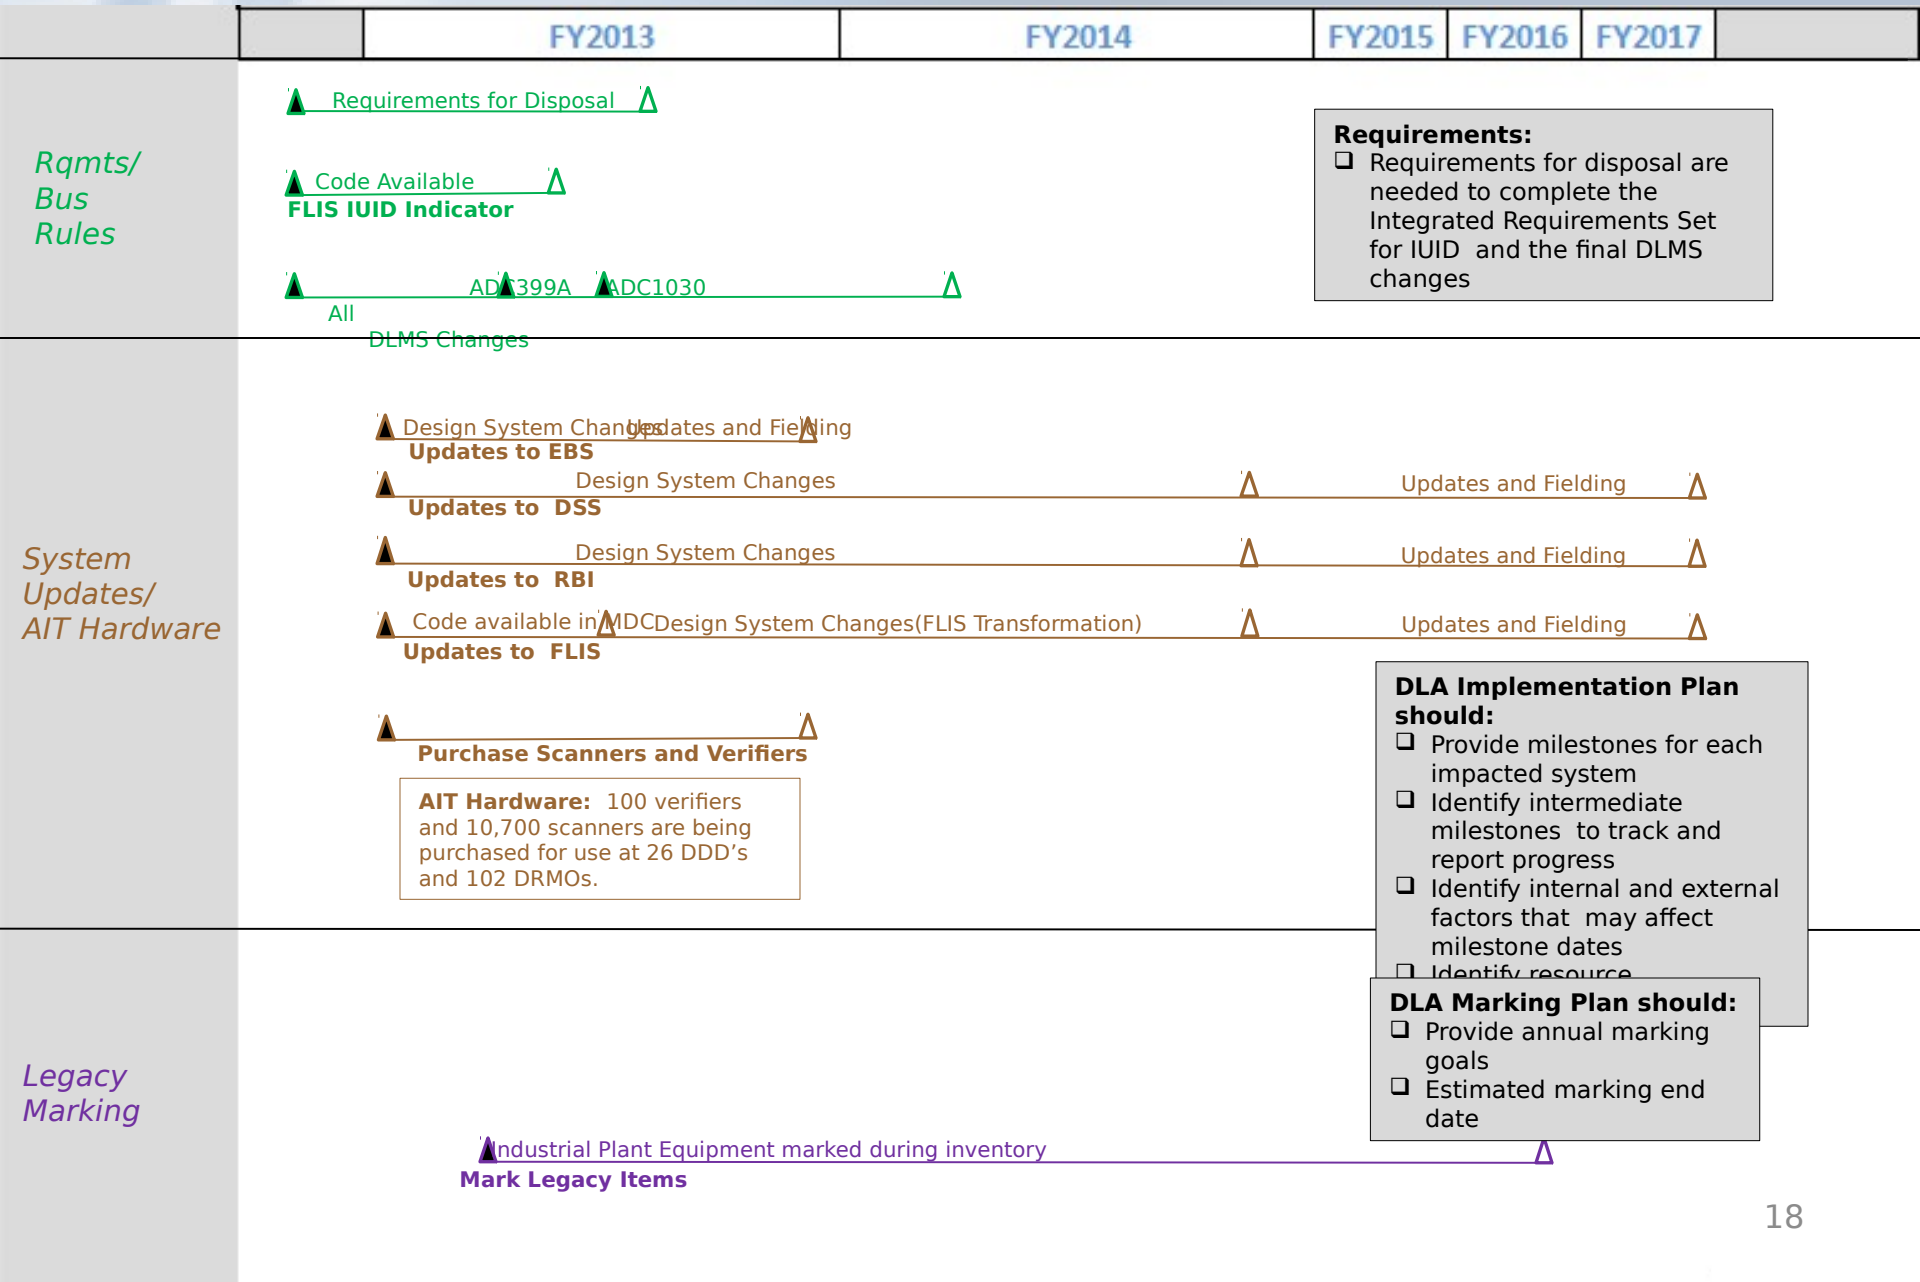 FY2013 FY2014 FY2015 FY2016 FY2017
Rqmts/
Bus
Rules
Requirements for Disposal
Code Available
FLIS IUID Indicator
ADC399A ADC1030
All
DLMS Changes
Requirements:
Requirements for disposal are
needed to complete the
Integrated Requirements Set
for IUID and the final DLMS
changes
System
Updates/
AIT Hardware
Design System Changes Updates and Fielding
Updates to EBS
Design System Changes Updates and Fielding
Updates to DSS
Design System Changes Updates and Fielding
Updates to RBI
Code available in MDC Design System Changes(FLIS Transformation) Updates and Fielding
Updates to FLIS
Purchase Scanners and Verifiers
AIT Hardware: 100 verifiers
and 10,700 scanners are being
purchased for use at 26 DDD’s
and 102 DRMOs.
DLA Implementation Plan
should:
Provide milestones for each
impacted system
Identify intermediate
milestones to track and
report progress
Identify internal and external
factors that may affect
milestone dates
Identify resource
Legacy
Marking
DLA Marking Plan should:
Provide annual marking
goals
Estimated marking end
date
Industrial Plant Equipment marked during inventory
Mark Legacy Items
18